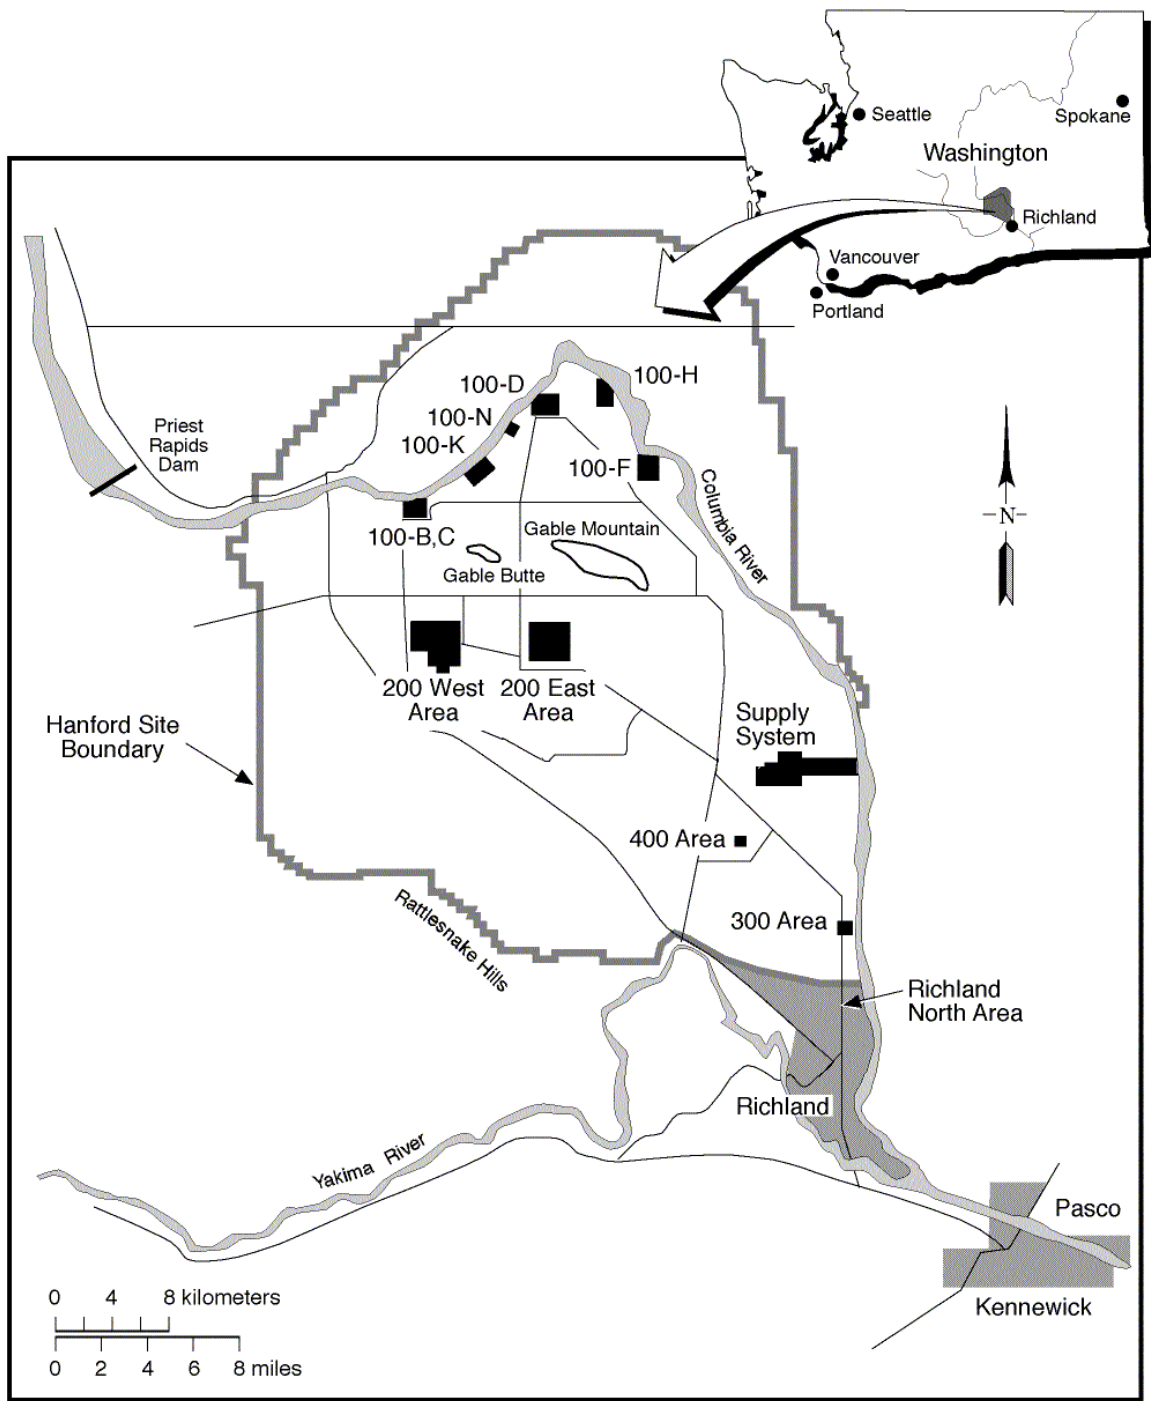 Seattle
Spokane
Washington
Richland
Vancouver
Portland
100-H
100-D
100-N
100-K
100-F
100-B,C
Priest
Rapids
Dam
Columbia River
N
Gable Mountain
Gable Butte
200 West
Area
200 East
Area
Supply
System
Hanford Site
Boundary
400 Area
300 Area
Rattlesnake Hills
Richland
North Area
Richland
Yakima River
Pasco
Kennewick
0 4 8 kilometers
0 2 4 6 8 miles